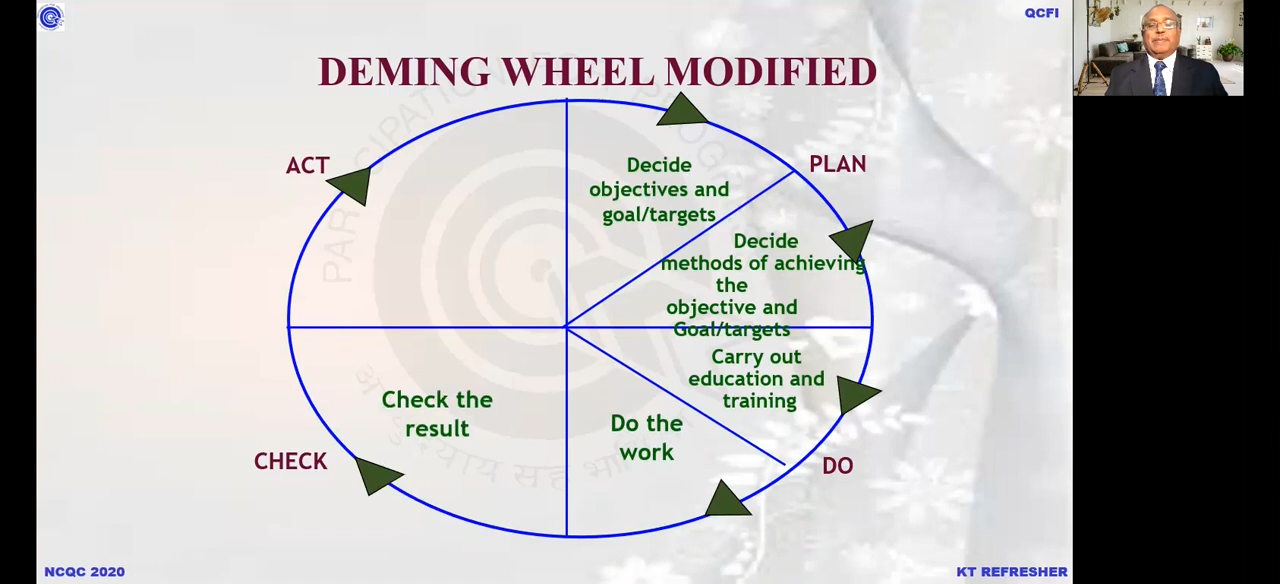 QCFI
DEMING WHEEL MODIFIED
ACT
PLAN
Decide
objectives and
goal/targets
Decide
methods of achieving
the
objective and
Goal/targets
Carry out
education and
training
Check the
result
Do the
work
CHECK
DO
NCQC 2020
KT REFRESHER